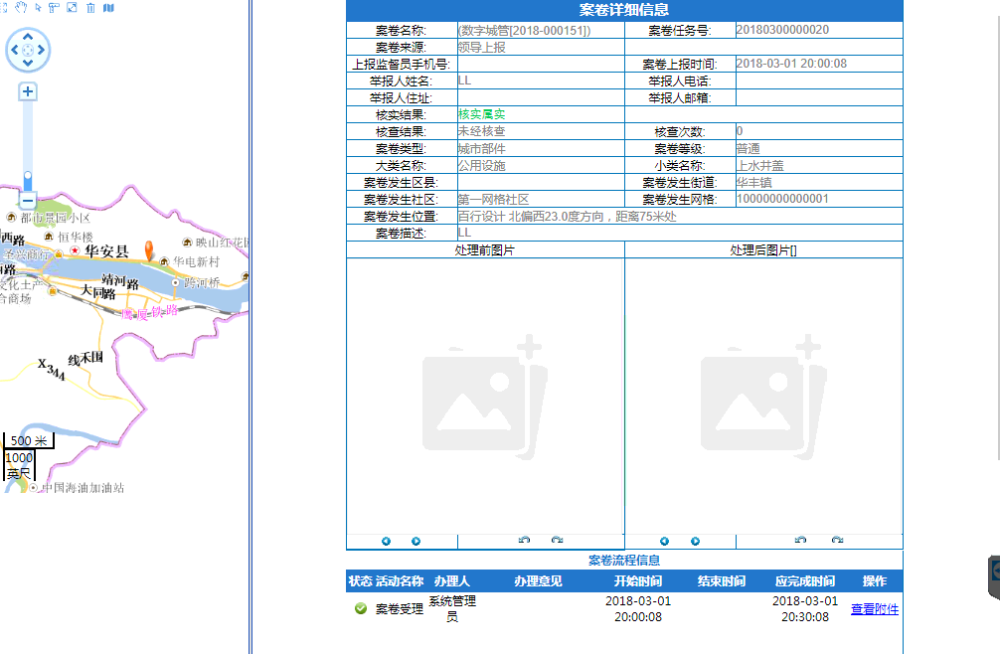 案卷详细信息
案卷名称: (数字城管[2018-000151]) 案卷任务号: 20180300000020
案卷来源: 领导上报
上报监督员手机号: 案卷上报时间: 2018-03-01 20:00:08
举报人姓名: LL 举报人电话:
举报人住址: 举报人邮箱:
核实结果: 核实属实
核查结果: 未经核查 核查次数: 0
案卷类型: 城市部件 案卷等级: 普通
大类名称: 公用设施 小类名称: 上水井盖
案卷发生区县: 案卷发生街道: 华丰镇
案卷发生社区: 第一网格社区 案卷发生网格: 10000000000001
案卷发生位置: 百行设计 北偏西23.0度方向，距离75米处
案卷描述: LL
处理前图片 处理后图片[]
案卷流程信息
状态 活动名称 办理人 办理意见 开始时间 结束时间 应完成时间 操作
案卷受理 系统管理员 2018-03-01 20:00:08 2018-03-01 20:30:08 查看附件
都市景园小区
西路
恒华楼
圣兴商行
华安县
映山红花园
华电新村
路
文化土产
合商场
靖河路
大同路
跨河桥
鹰厦铁路
X344
线禾围
500 米
1000
英尺
中国海油加油站